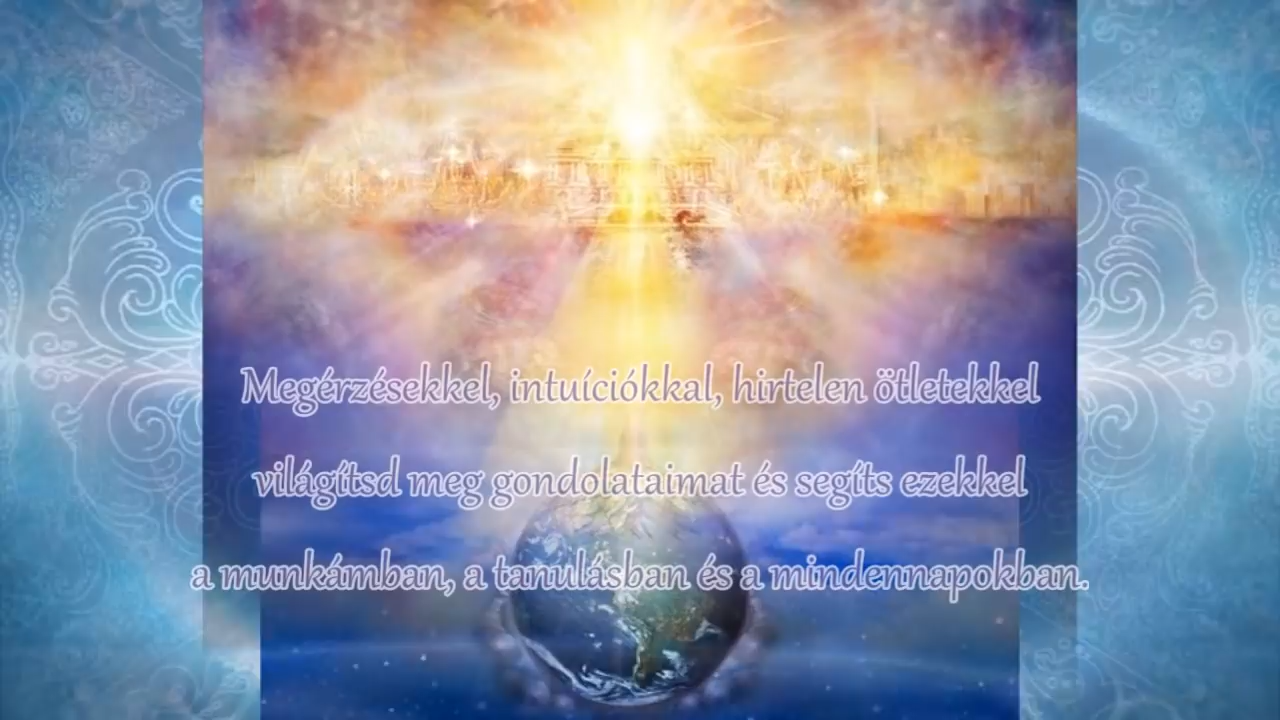 Megérzésekkel, intuíciókkal, hirtelen ötletekkel
világítsd meg gondolataimat és segíts ezekkel
a munkámban, a tanulásban és a mindennapokban.